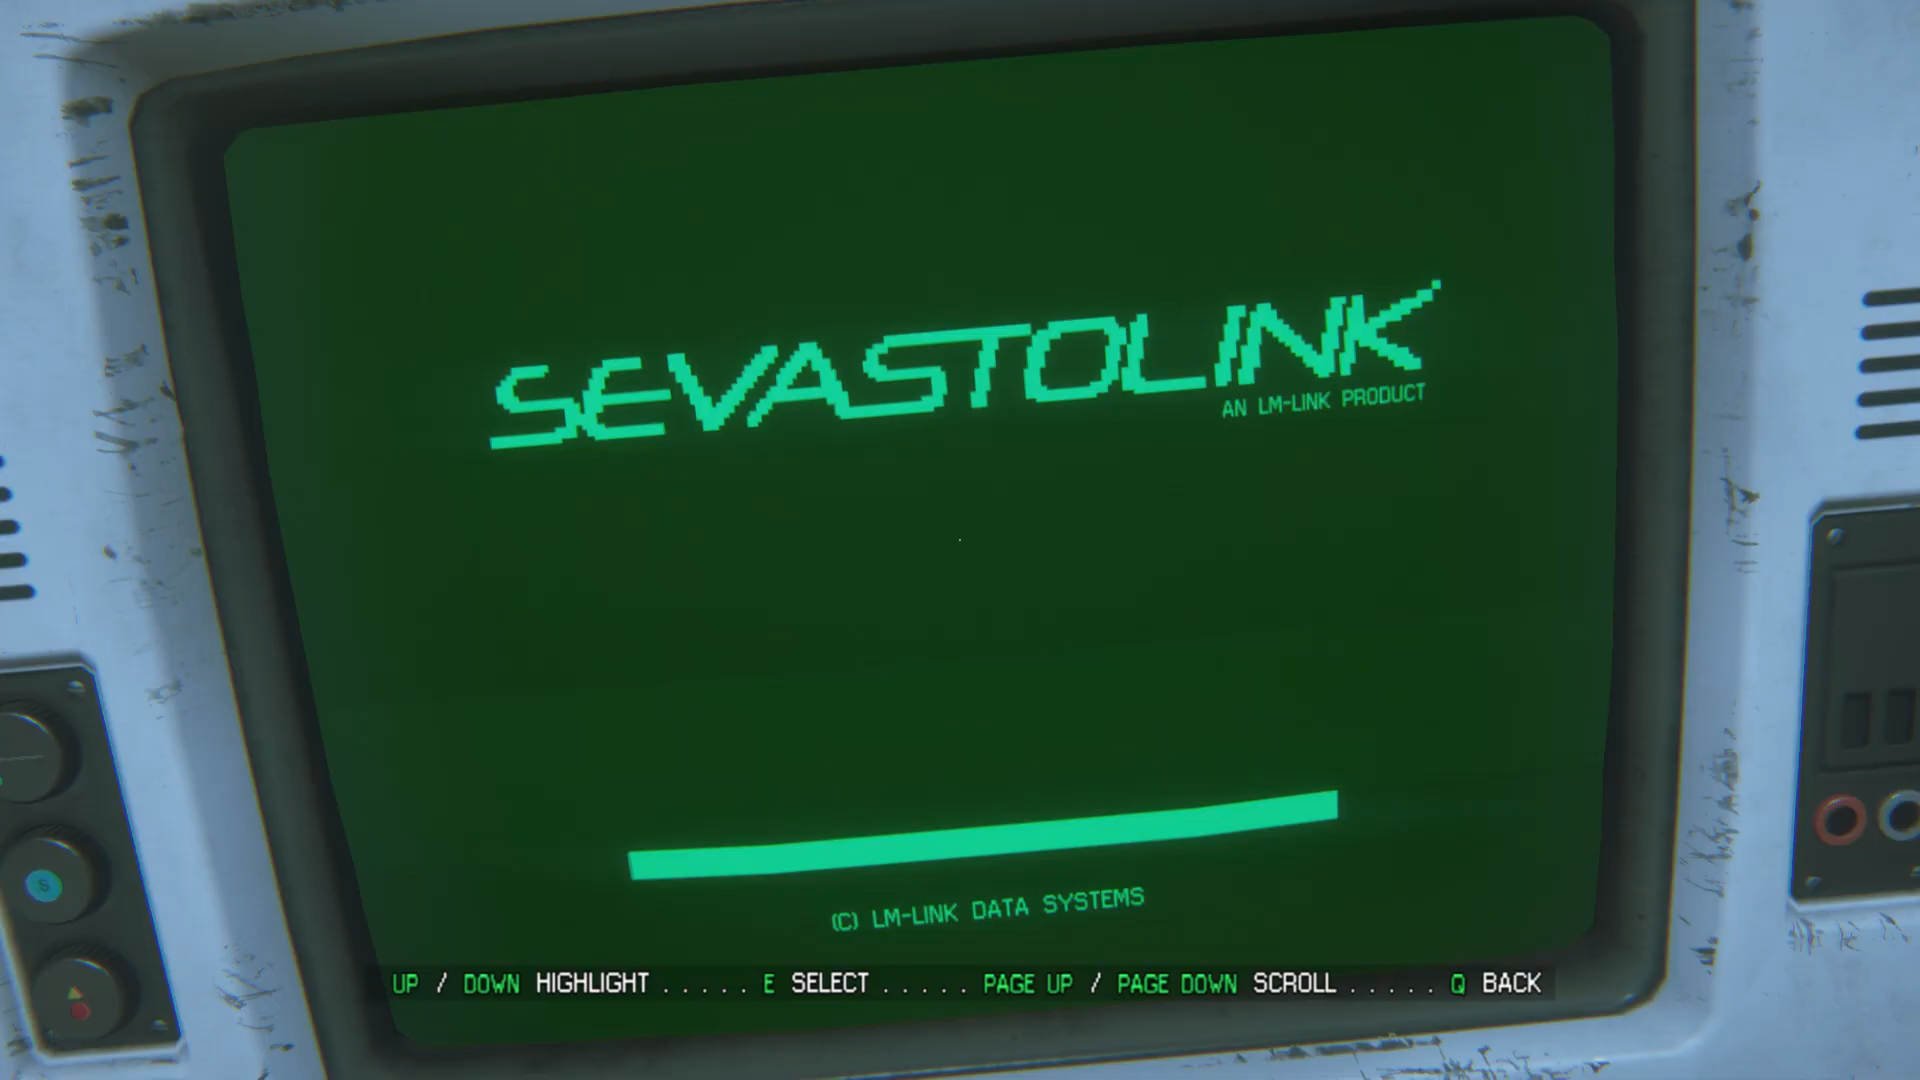 SEVASTOLINK
AN LM-LINK PRODUCT
(C) LM-LINK DATA SYSTEMS
UP / DOWN HIGHLIGHT ..... E SELECT ..... PAGE UP / PAGE DOWN SCROLL ..... Q BACK
S